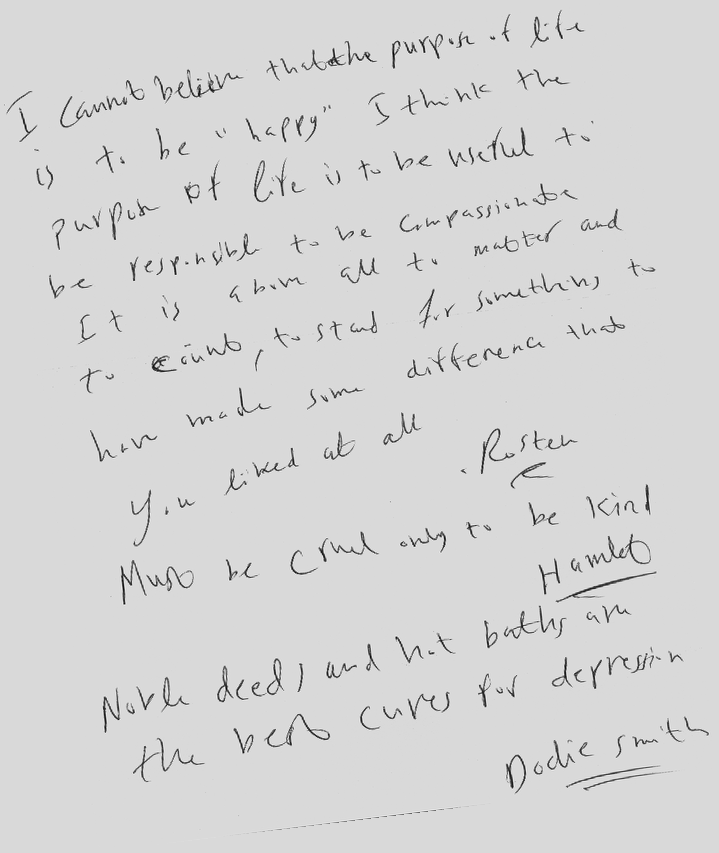 I cannot believe that the purpose of life
is to be "happy" I think the
purpose of life is to be useful to
be responsible to be compassionate
It is above all to matter and
to count, to stand for something to
have made some difference that
you lived at all
. Rosten
Must be cruel only to be kind
Hamlet
Noble deeds and hot baths are
the best cures for depression
Dodie Smith